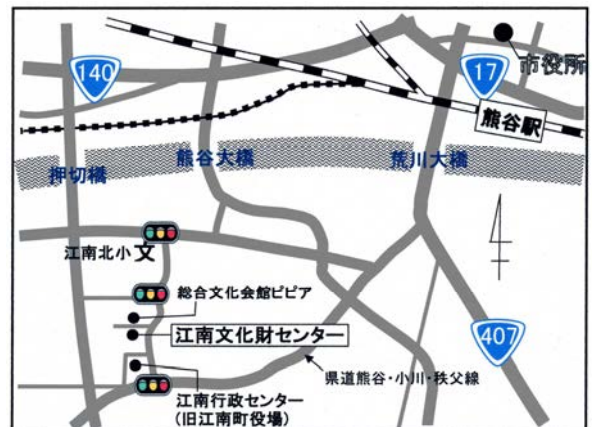 140
17
市役所
熊谷駅
押切橋
熊谷大橋
荒川大橋
江南北小
文
総合文化会館ピピア
江南文化財センター
407
県道熊谷・小川・秩父線
江南行政センター
(旧江南町役場)